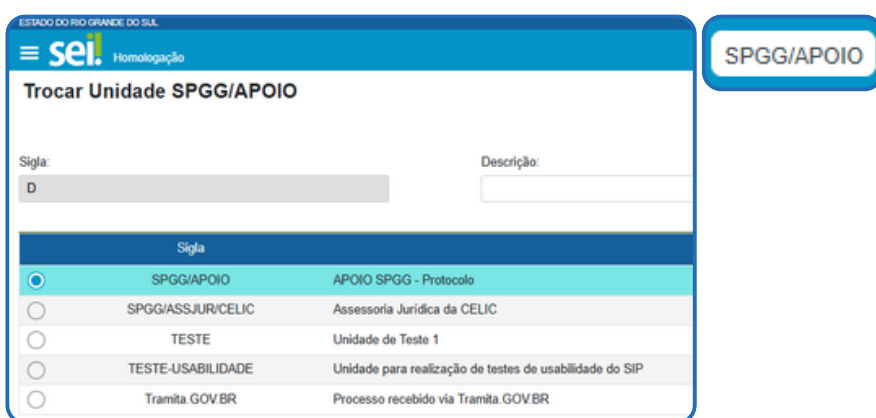 ESTADO DO RIO GRANDE DO SUL
sei! Homologação
SPGG/APOIO
Trocar Unidade SPGG/APOIO
Sigla: Descrição:
D
Sigla
SPGG/APOIO APOIO SPGG - Protocolo
SPGG/ASSJUR/CELIC Assessoria Jurídica da CELIC
TESTE Unidade de Teste 1
TESTE-USABILIDADE Unidade para realização de testes de usabilidade do SIP
Tramita.GOV.BR Processo recebido via Tramita.GOV.BR